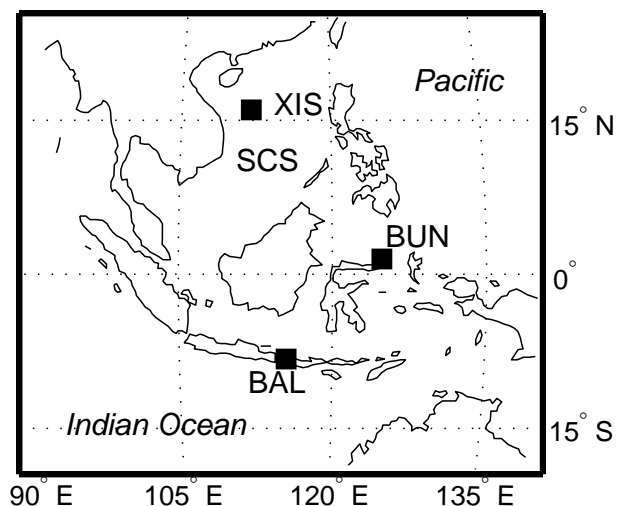 Pacific
XIS
15° N
SCS
BUN
0°
BAL
Indian Ocean
15° S
90° E 105° E 120° E 135° E